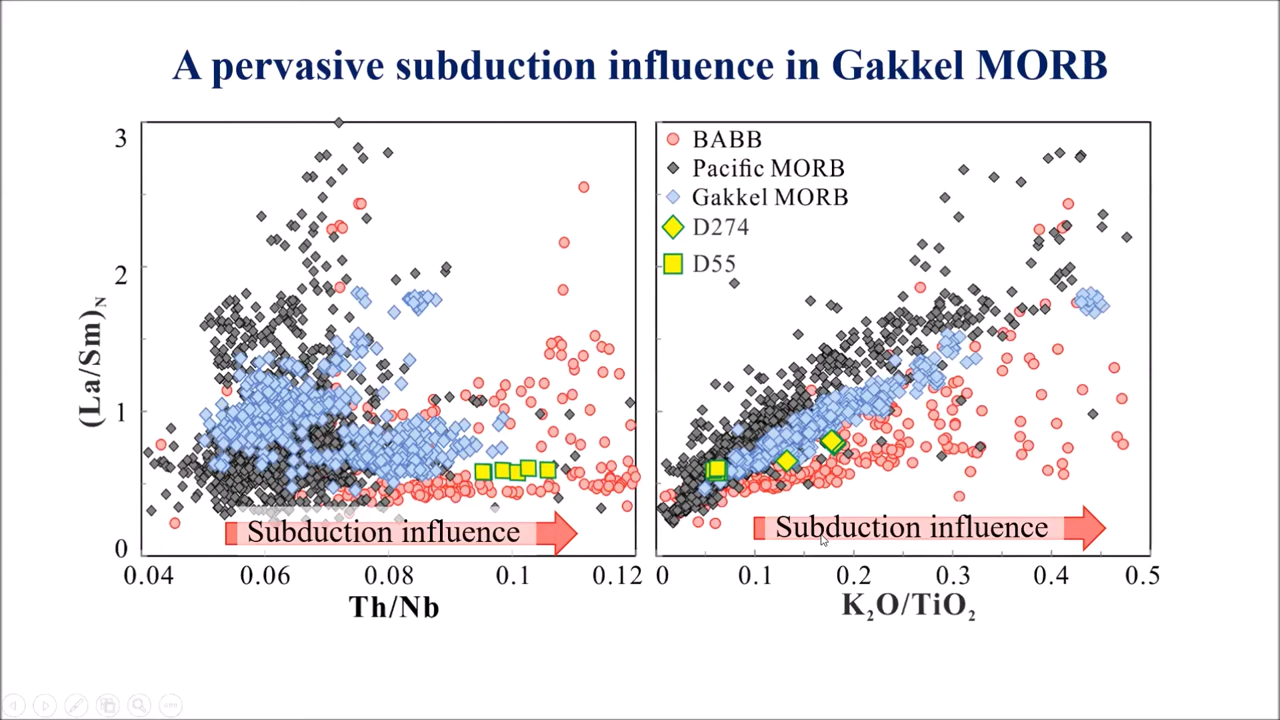 A pervasive subduction influence in Gakkel MORB
(La/Sm)N
3
2
1
0
Subduction influence
0.04 0.06 0.08 0.1 0.12
Th/Nb
BABB
Pacific MORB
Gakkel MORB
D274
D55
Subduction influence
0 0.1 0.2 0.3 0.4 0.5
K2O/TiO2